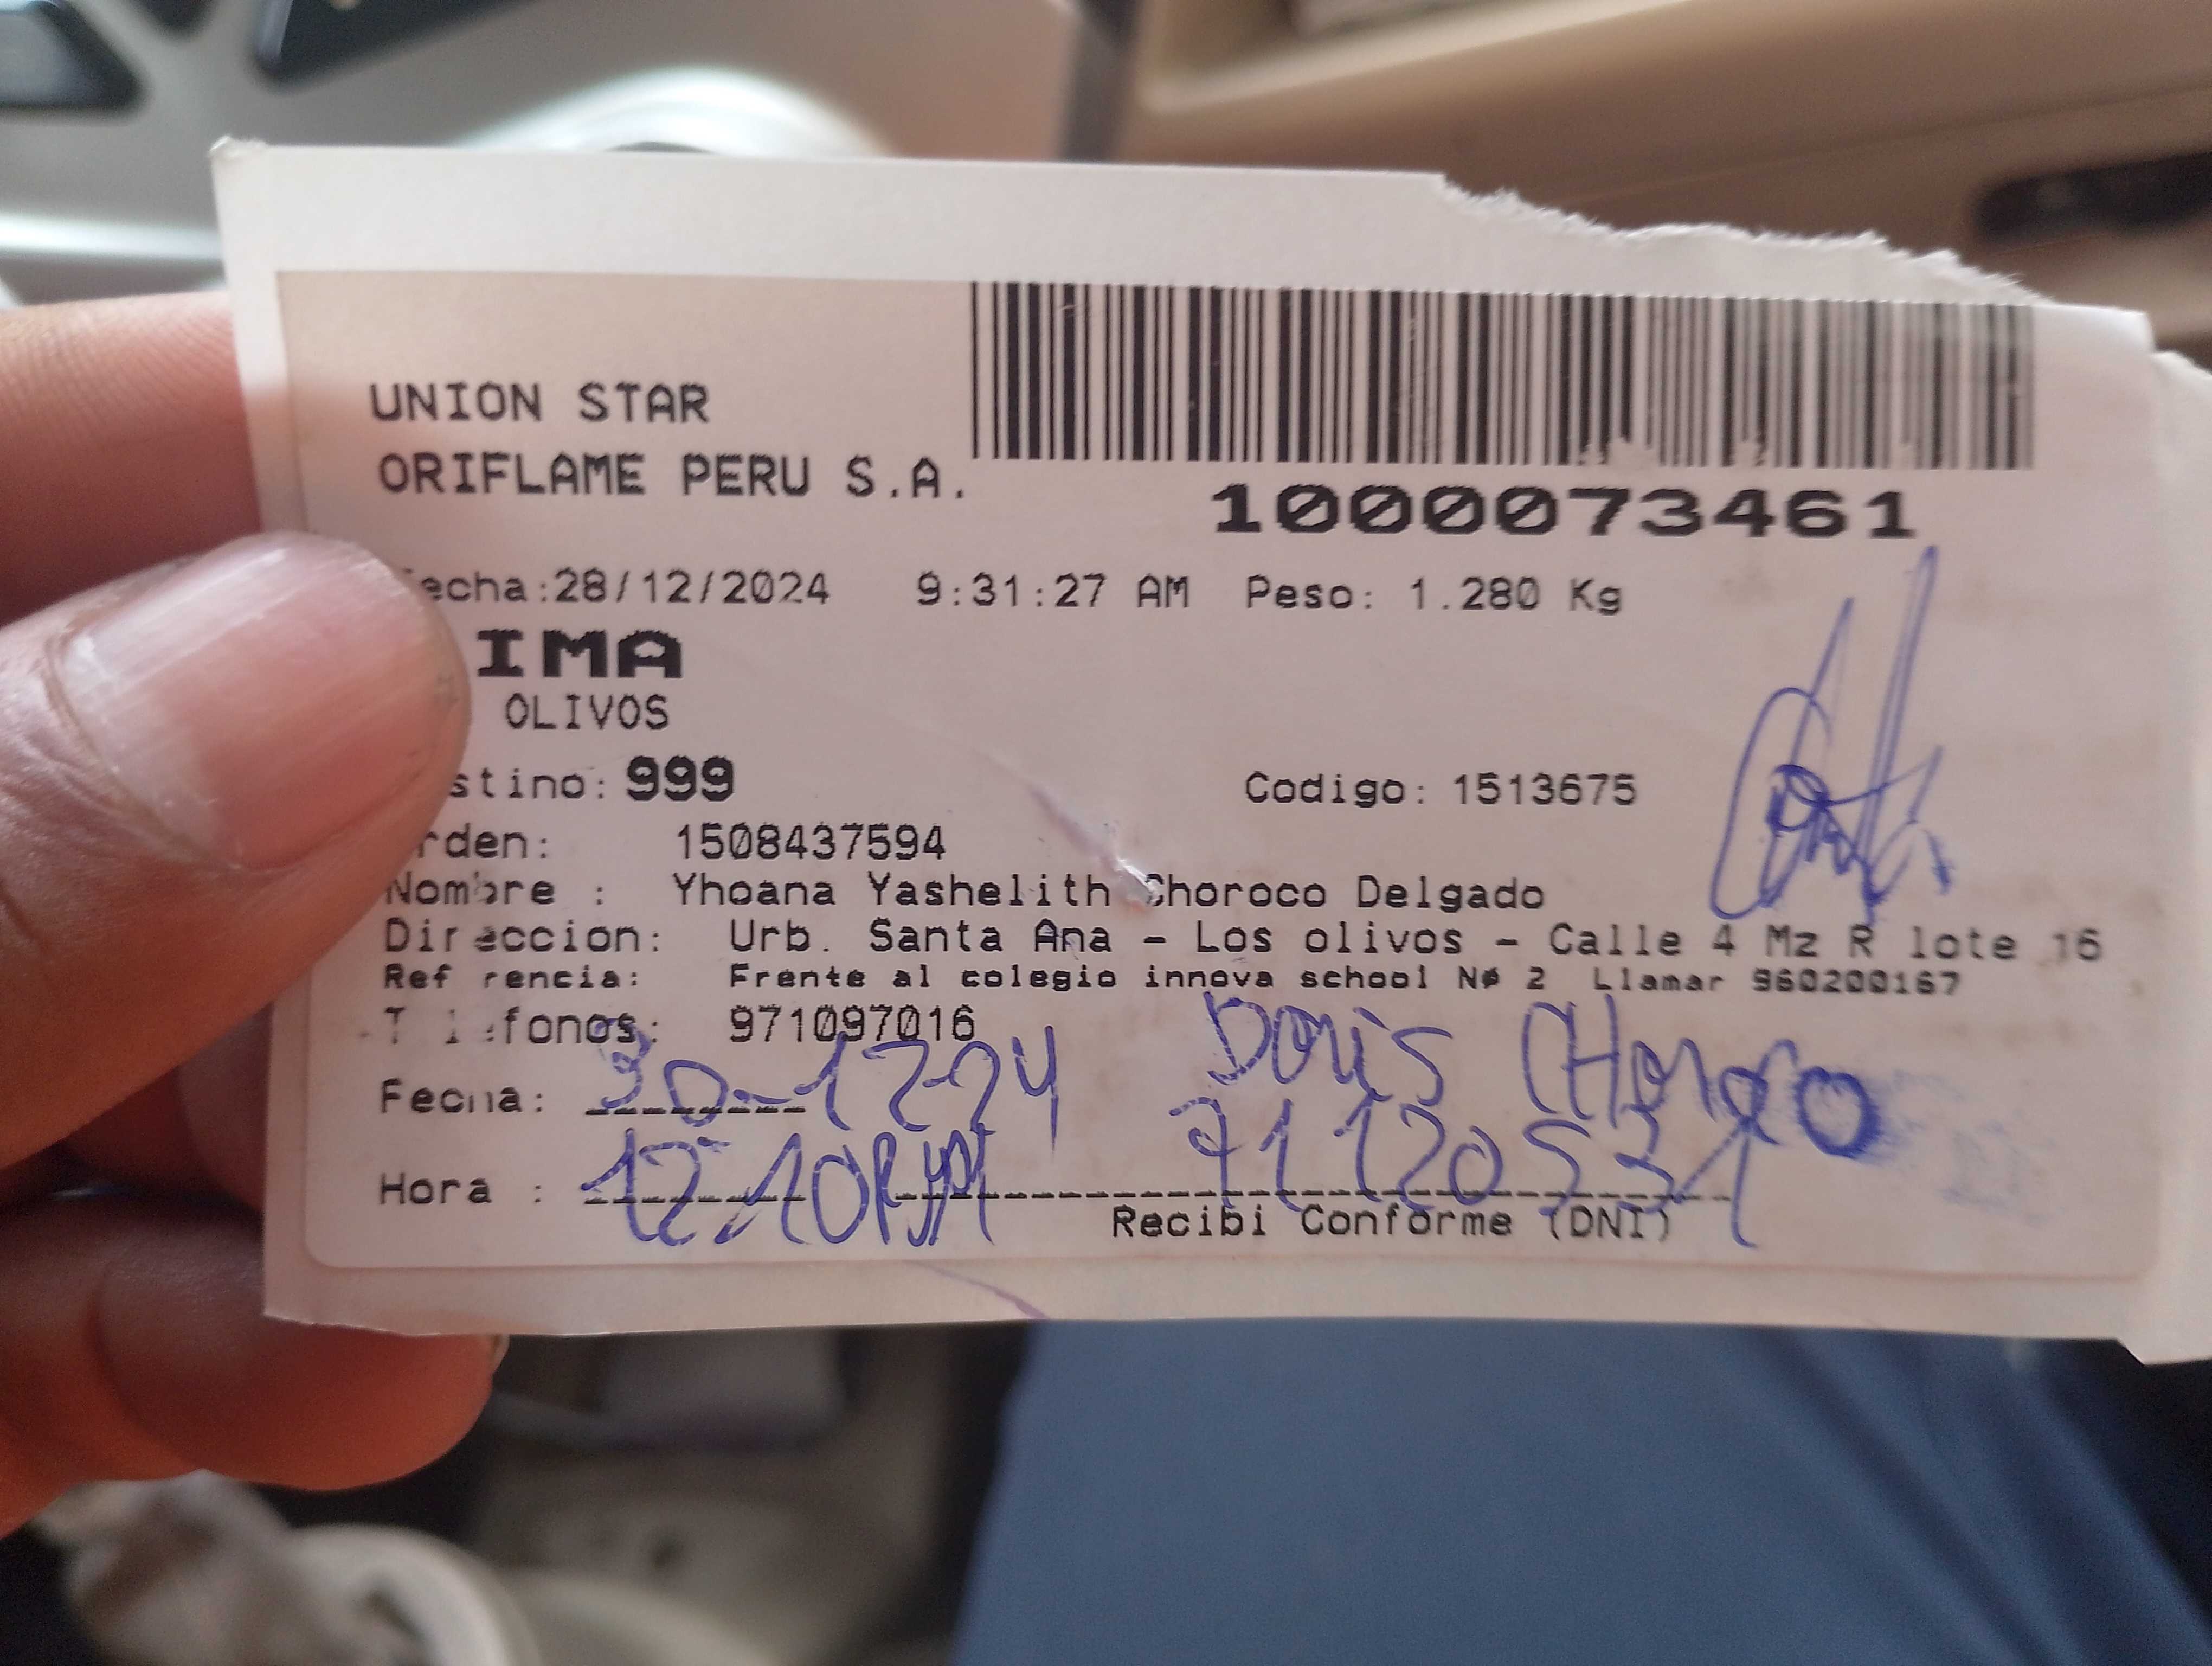 UNION STAR
ORIFLAME PERU S.A.
1000073461
echa:28/12/2024 9:31:27 AM Peso: 1.280 Kg
IMA
OLIVOS
stino: 999 Codigo: 1513675
rden: 1508437594
Nombre : Yhoana Yashelith Choroco Delgado
Direccion: Urb. Santa Ana - Los olivos - Calle 4 Mz R lote 16
Ref rencia: Frente al colegio innova school NØ 2 Llamar 960200167
T l fonos: 971097016
Doris CHoroco
Fecha: 30-12-24
Hora : 12:10 PM
Recibi Conforme (DNI)